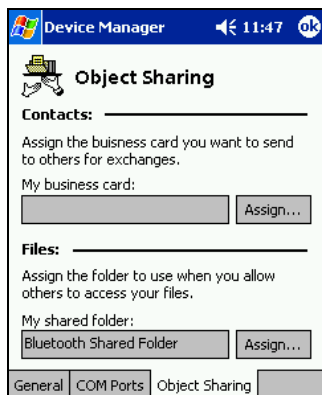 Device Manager 11:47 ok
Object Sharing
Contacts:
Assign the buisness card you want to send
to others for exchanges.
My business card:
Assign...
Files:
Assign the folder to use when you allow
others to access your files.
My shared folder:
Bluetooth Shared Folder Assign...
General COM Ports Object Sharing